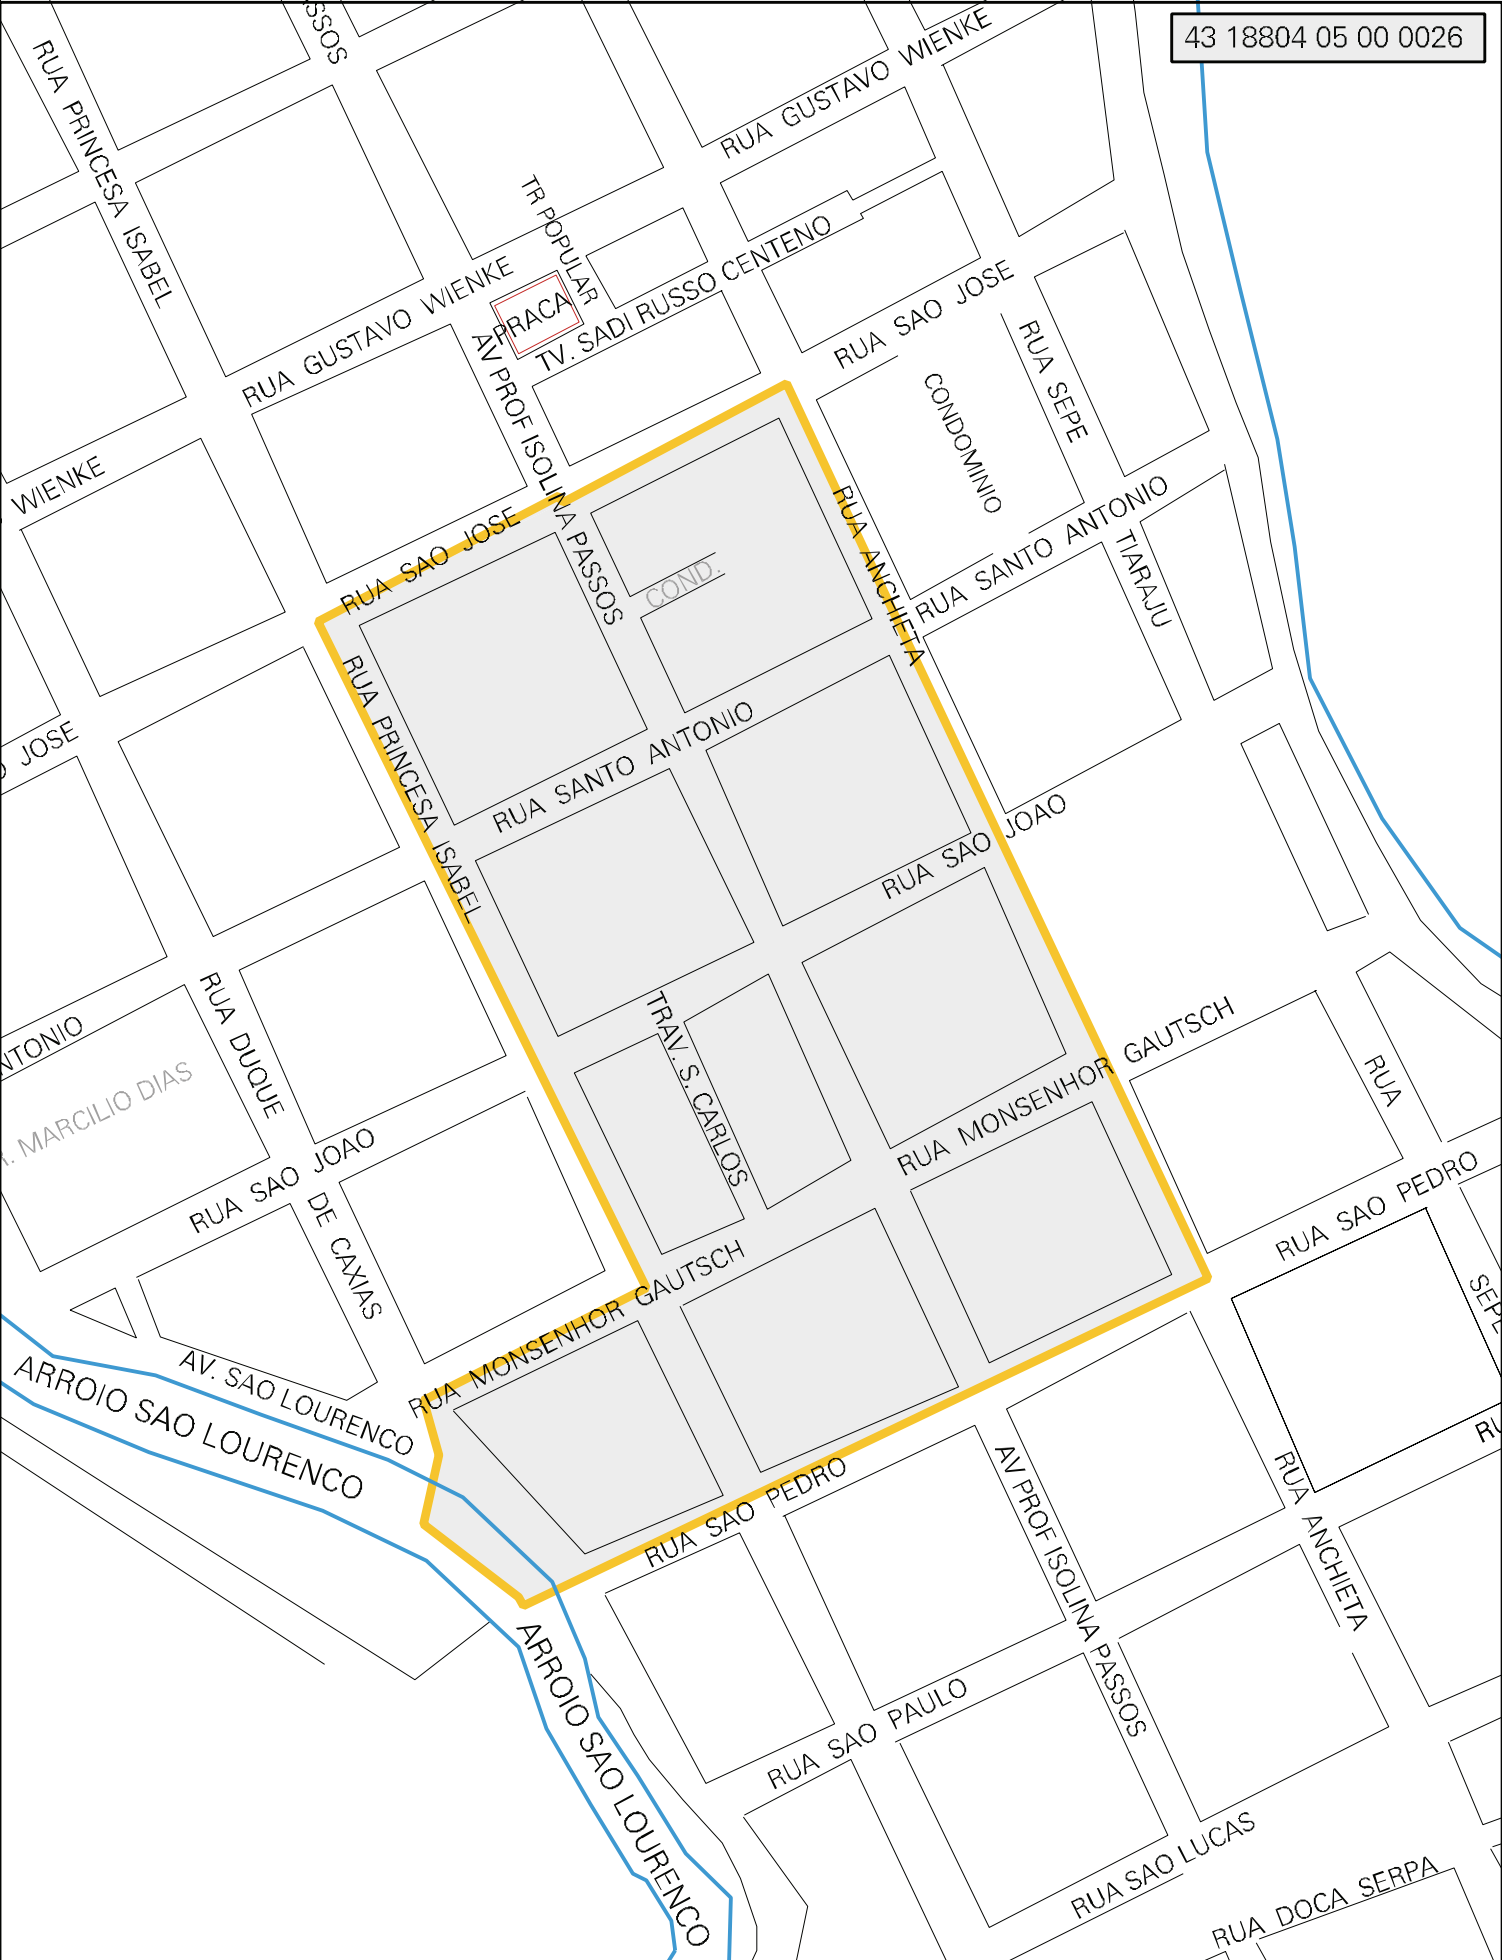 43 18804 05 00 0026
RUA PRINCESA ISABEL
RUA GUSTAVO WIENKE
TR POPULAR
RUA GUSTAVO WIENKE
PRACA
TV. SADI RUSSO CENTENO
RUA SAO JOSE
AV PROF ISOLINA PASSOS
RUA SEPE
CONDOMINIO
WIENKE
RUA SAO JOSE
RUA ANCHIETA
RUA SANTO ANTONIO
TIARAJU
COND.
RUA PRINCESA ISABEL
JOSE
RUA SANTO ANTONIO
RUA SAO JOAO
RUA DUQUE
DE CAXIAS
MARCILIO DIAS
RUA SAO JOAO
TRAV. S. CARLOS
RUA MONSENHOR GAUTSCH
RUA
SEPE
RUA SAO PEDRO
RUA MONSENHOR GAUTSCH
AV. SAO LOURENCO
ARROIO SAO LOURENCO
RUA SAO PEDRO
AV PROF ISOLINA PASSOS
RUA ANCHIETA
ARROIO SAO LOURENCO
RUA SAO PAULO
RUA SAO LUCAS
RUA DOCA SERPA